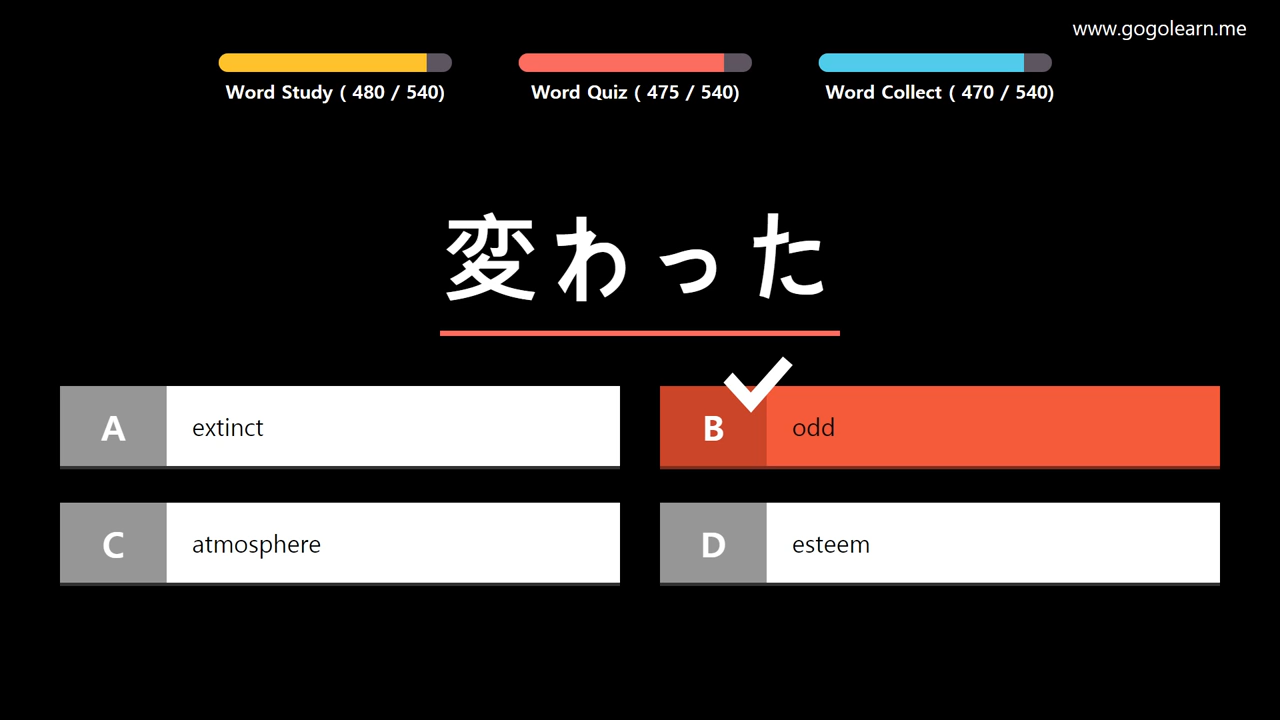 www.gogolearn.me
Word Study ( 480 / 540)
Word Quiz ( 475 / 540)
Word Collect ( 470 / 540)
変わった
A extinct
B odd
C atmosphere
D esteem